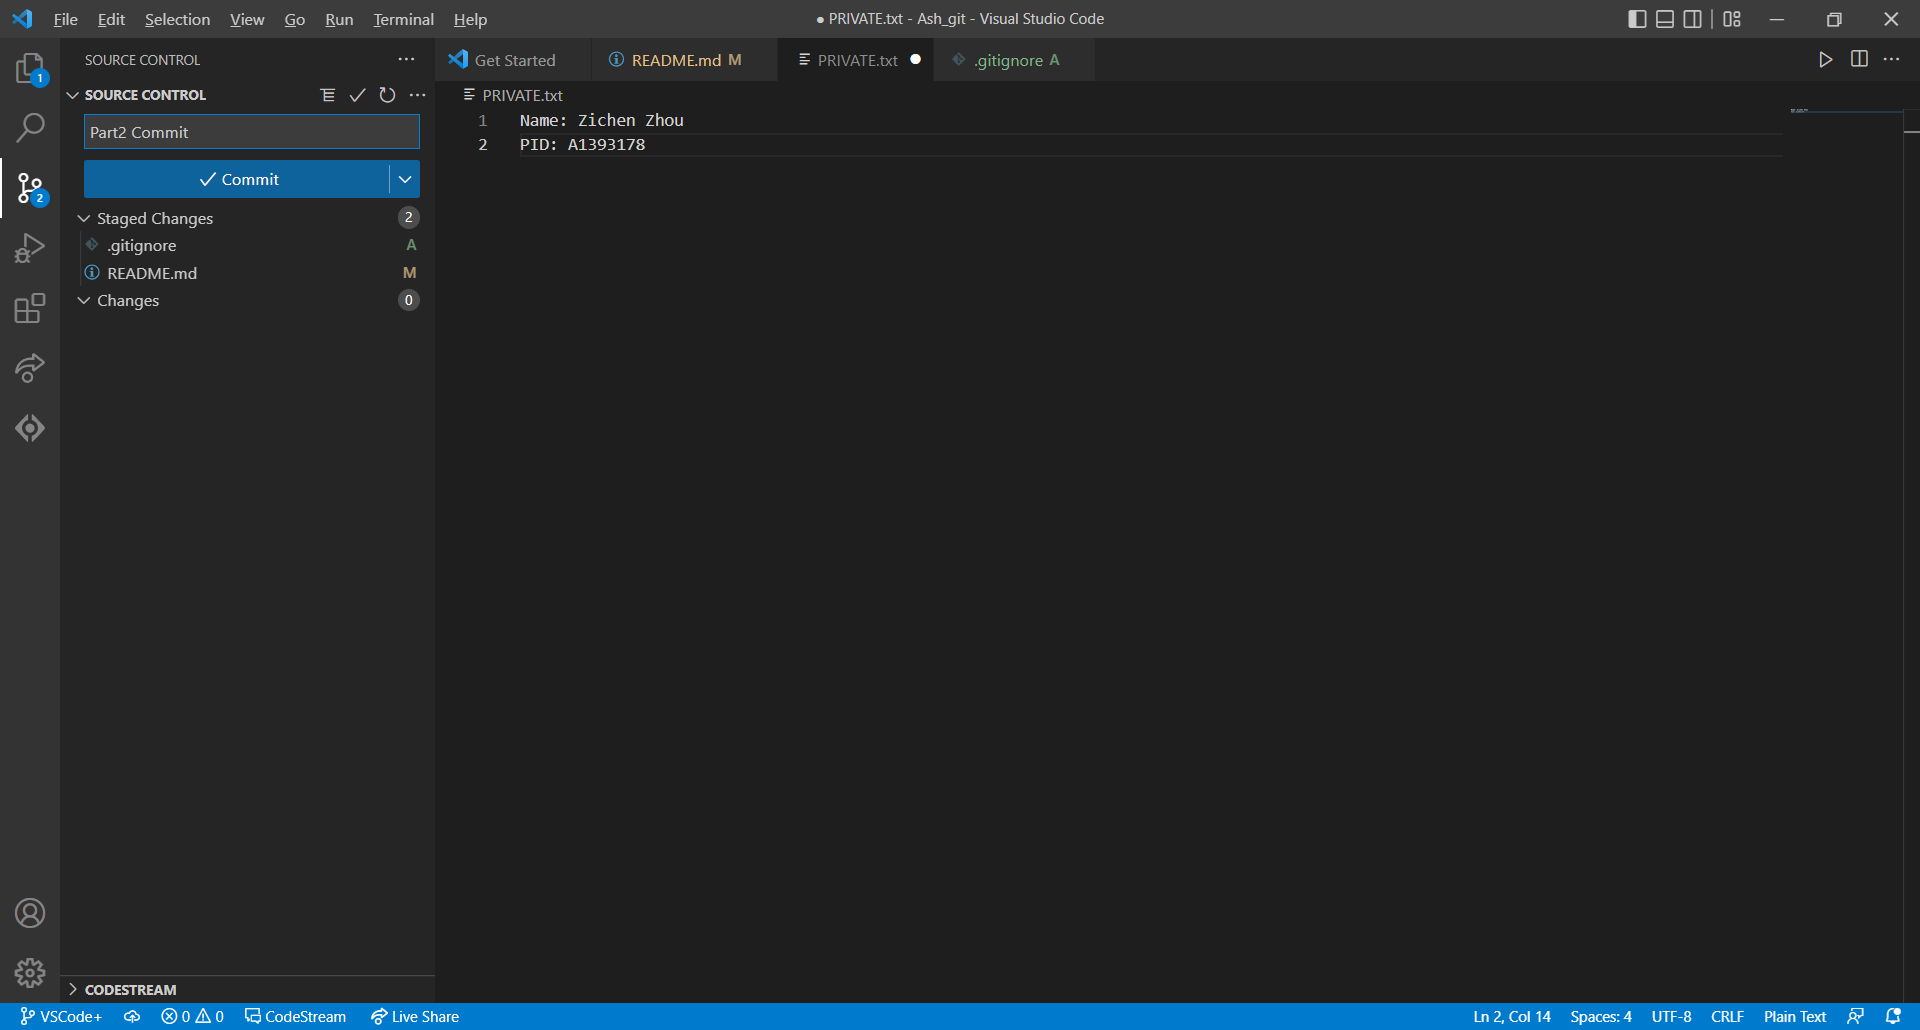 File Edit Selection View Go Run Terminal Help
● PRIVATE.txt - Ash_git - Visual Studio Code
SOURCE CONTROL
Get Started
README.md M
PRIVATE.txt
.gitignore A
SOURCE CONTROL
PRIVATE.txt
Part2 Commit
Commit
Staged Changes 2
.gitignore A
README.md M
Changes 0
1
2
1 Name: Zichen Zhou
2 PID: A1393178
CODESTREAM
VSCode+ 0 0 CodeStream Live Share
Ln 2, Col 14 Spaces: 4 UTF-8 CRLF Plain Text